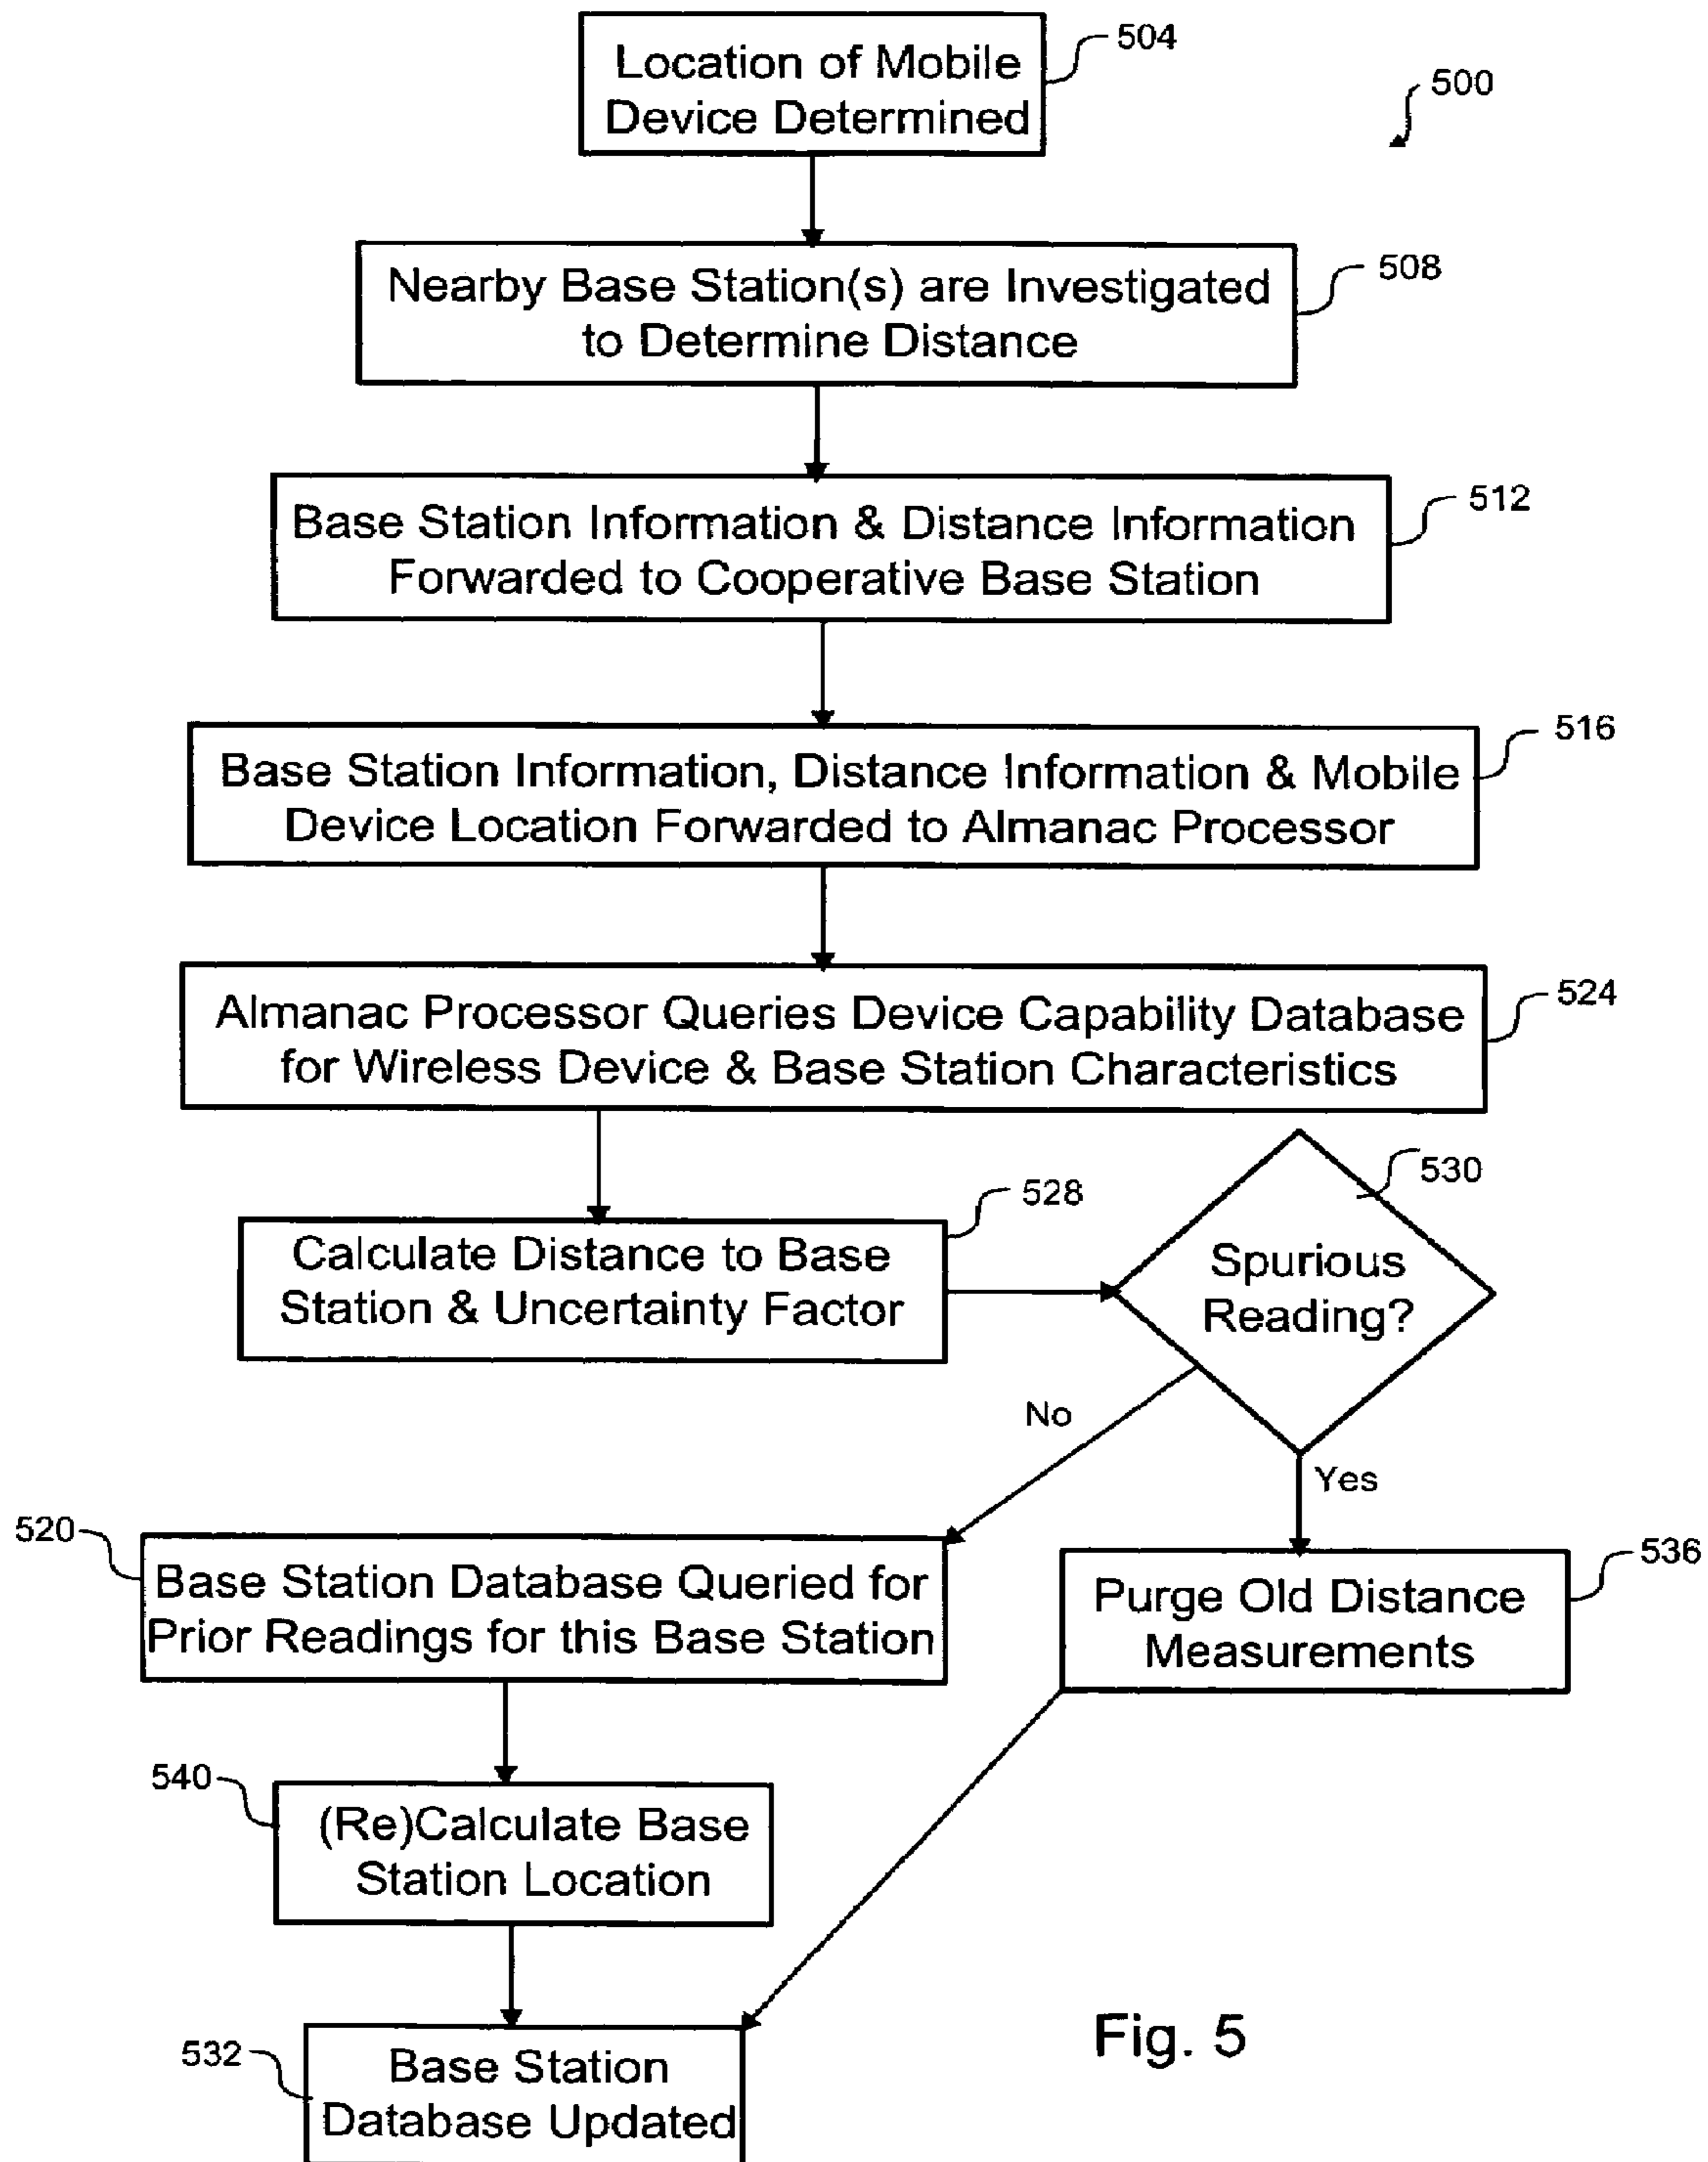 Location of Mobile
Device Determined
504
500
Nearby Base Station(s) are Investigated
to Determine Distance
508
Base Station Information & Distance Information
Forwarded to Cooperative Base Station
512
Base Station Information, Distance Information & Mobile
Device Location Forwarded to Almanac Processor
516
Almanac Processor Queries Device Capability Database
for Wireless Device & Base Station Characteristics
524
Calculate Distance to Base
Station & Uncertainty Factor
528
Spurious
Reading?
530
No
Yes
520
Base Station Database Queried for
Prior Readings for this Base Station
Purge Old Distance
Measurements
536
540
(Re)Calculate Base
Station Location
532
Base Station
Database Updated
Fig. 5